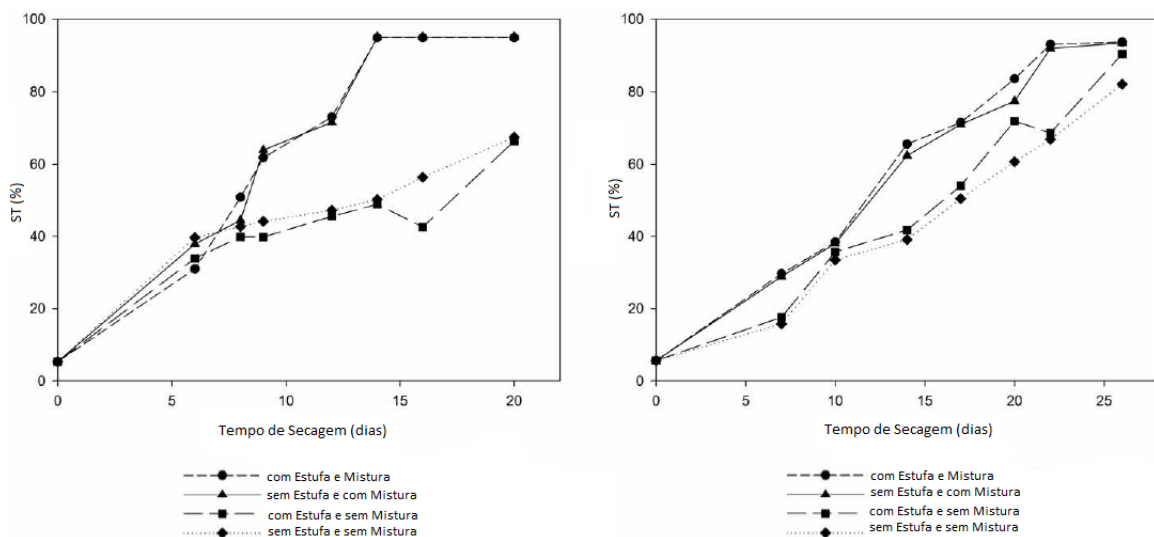 100
80
60
40
20
0
ST (%)
0 5 10 15 20
Tempo de Secagem (dias)
com Estufa e Mistura
sem Estufa e com Mistura
com Estufa e sem Mistura
sem Estufa e sem Mistura
100
80
60
40
20
0
ST (%)
0 5 10 15 20 25
Tempo de Secagem (dias)
com Estufa e Mistura
sem Estufa e com Mistura
com Estufa e sem Mistura
sem Estufa e sem Mistura